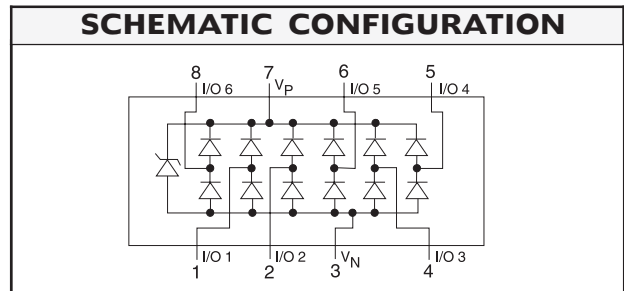 SCHEMATIC CONFIGURATION
8 7 6 5
I/O 6 VP I/O 5 I/O 4
I/O 1 I/O 2 VN I/O 3
1 2 3 4